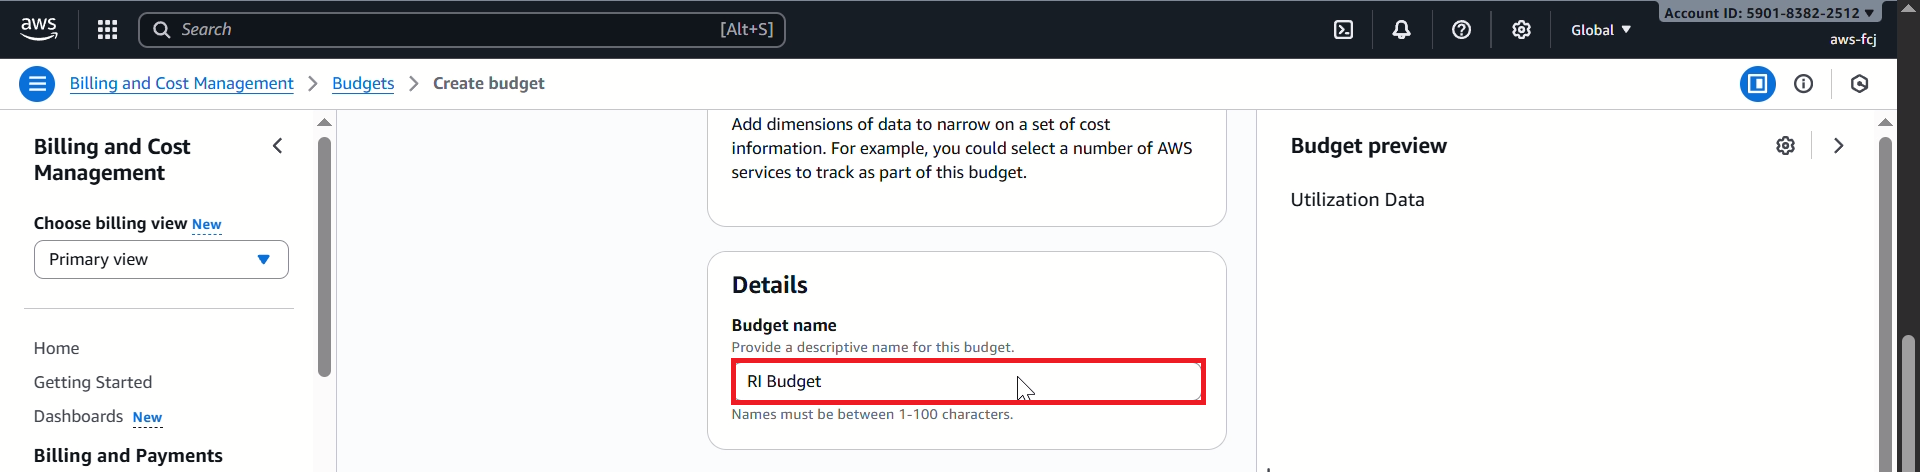 aws
Search
[Alt+S]
Global
Account ID: 5901-8382-2512
aws-fcj
Billing and Cost Management
Budgets
Create budget
Billing and Cost
Management
Choose billing view New
Primary view
Home
Getting Started
Dashboards New
Billing and Payments
Add dimensions of data to narrow on a set of cost
information. For example, you could select a number of AWS
services to track as part of this budget.
Details
Budget name
Provide a descriptive name for this budget.
RI Budget
Names must be between 1-100 characters.
Budget preview
Utilization Data